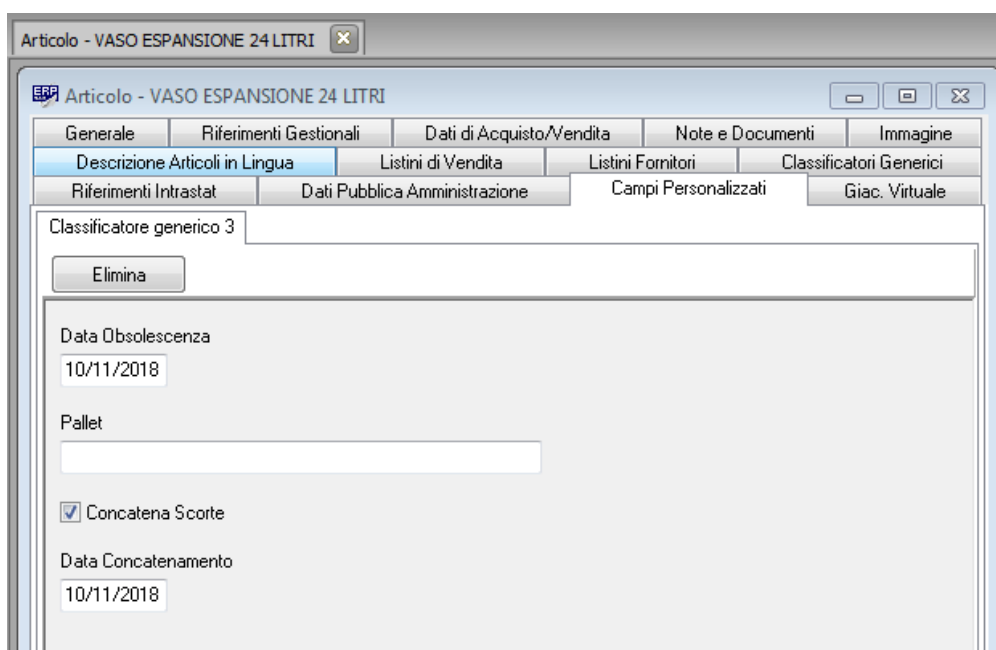 Articolo - VASO ESPANSIONE 24 LITRI
ERP Articolo - VASO ESPANSIONE 24 LITRI
Generale Riferimenti Gestionali Dati di Acquisto/Vendita Note e Documenti Immagine
Descrizione Articoli in Lingua Listini di Vendita Listini Fornitori Classificatori Generici
Riferimenti Intrastat Dati Pubblica Amministrazione Campi Personalizzati Giac. Virtuale
Classificatore generico 3
Elimina
Data Obsolescenza
10/11/2018
Pallet
Concatena Scorte
Data Concatenamento
10/11/2018